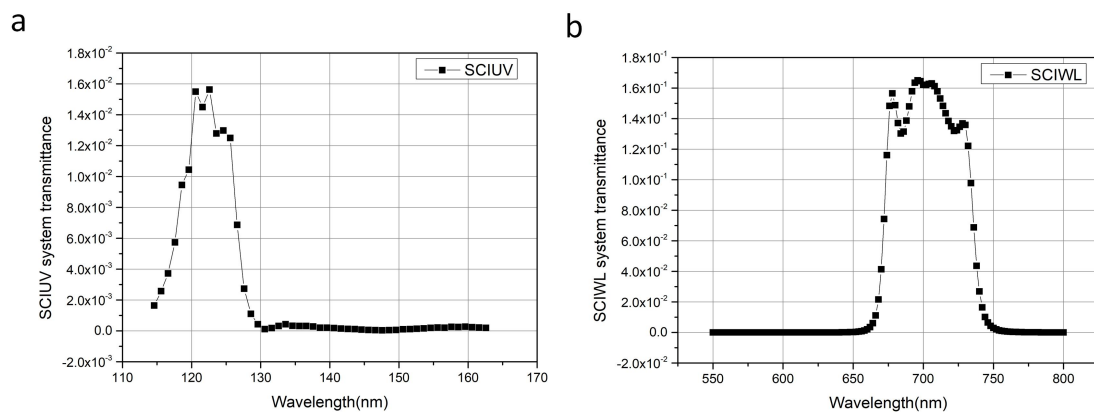 a
1.8x10⁻²
1.6x10⁻²
1.4x10⁻²
1.2x10⁻²
1.0x10⁻²
8.0x10⁻³
6.0x10⁻³
4.0x10⁻³
2.0x10⁻³
0.0
-2.0x10⁻³
SCIUV system transmittance
SCIUV
110 120 130 140 150 160 170
Wavelength(nm)
b
1.8x10⁻¹
1.6x10⁻¹
1.4x10⁻¹
1.2x10⁻¹
1.0x10⁻¹
8.0x10⁻²
6.0x10⁻²
4.0x10⁻²
2.0x10⁻²
0.0
-2.0x10⁻²
SCIWL system transmittance
SCIWL
550 600 650 700 750 800
Wavelength(nm)